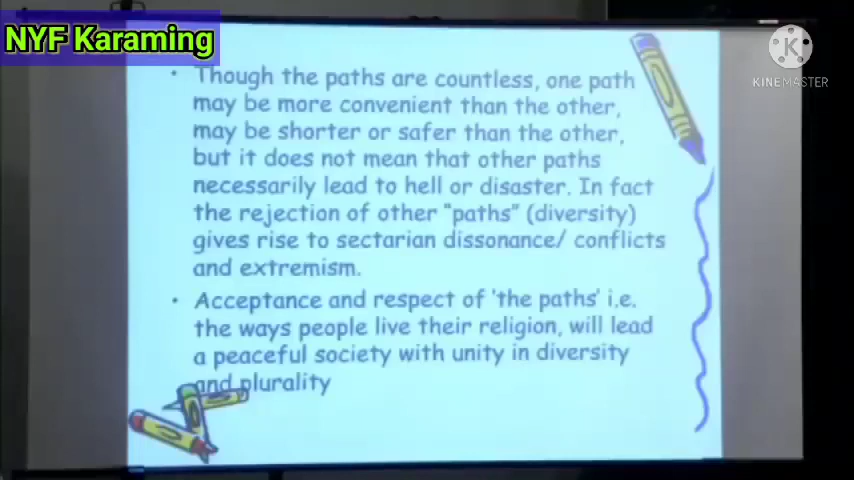 NYF Karaming
KINEMASTER
• Though the paths are countless, one path
may be more convenient than the other,
may be shorter or safer than the other,
but it does not mean that other paths
necessarily lead to hell or disaster. In fact
the rejection of other "paths" (diversity)
gives rise to sectarian dissonance/ conflicts
and extremism.
• Acceptance and respect of 'the paths' i.e.
the ways people live their religion, will lead
a peaceful society with unity in diversity
and plurality